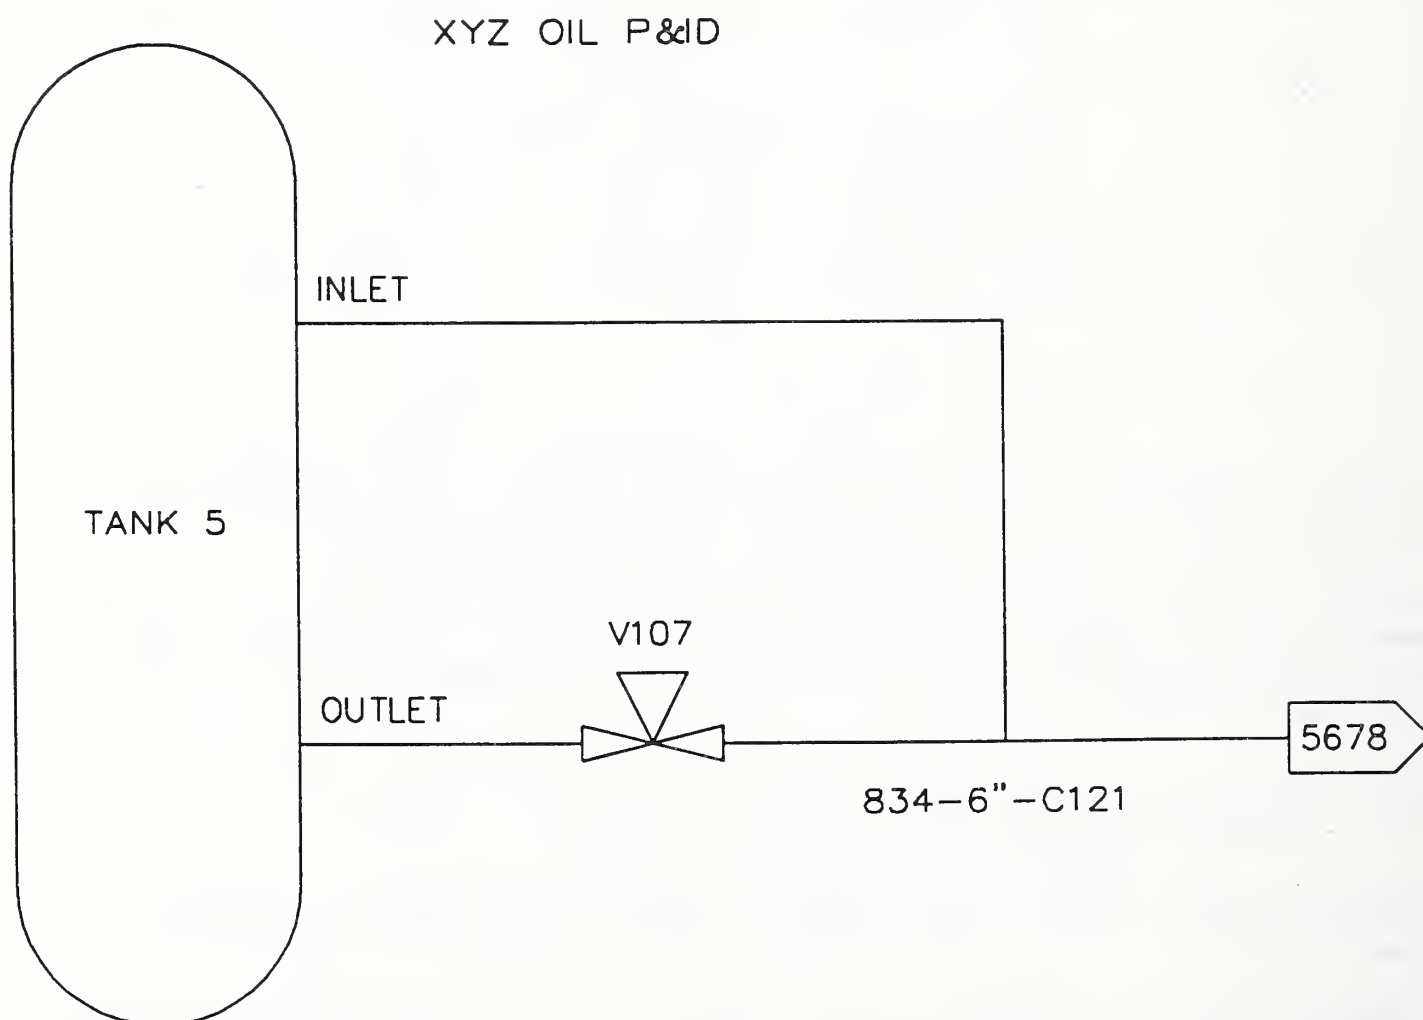 XYZ OIL P&ID
INLET
TANK 5
V107
OUTLET
5678
834-6"-C121